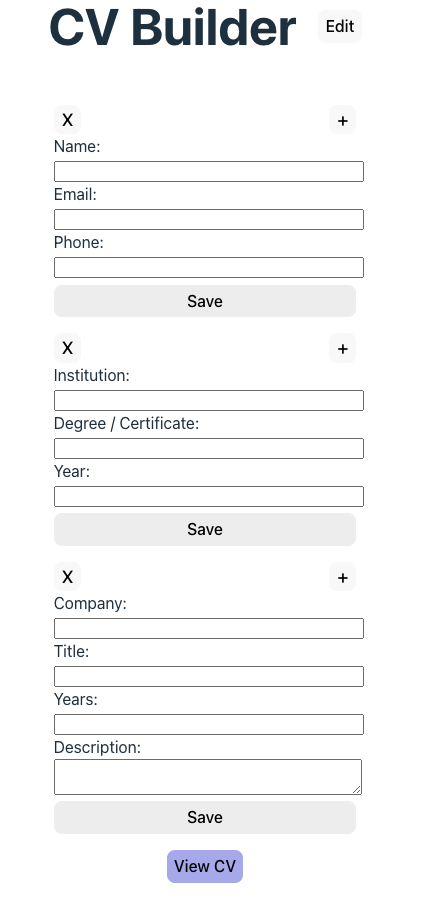 CV Builder Edit
X +
Name:
Email:
Phone:
Save
X +
Institution:
Degree / Certificate:
Year:
Save
X +
Company:
Title:
Years:
Description:
Save
View CV